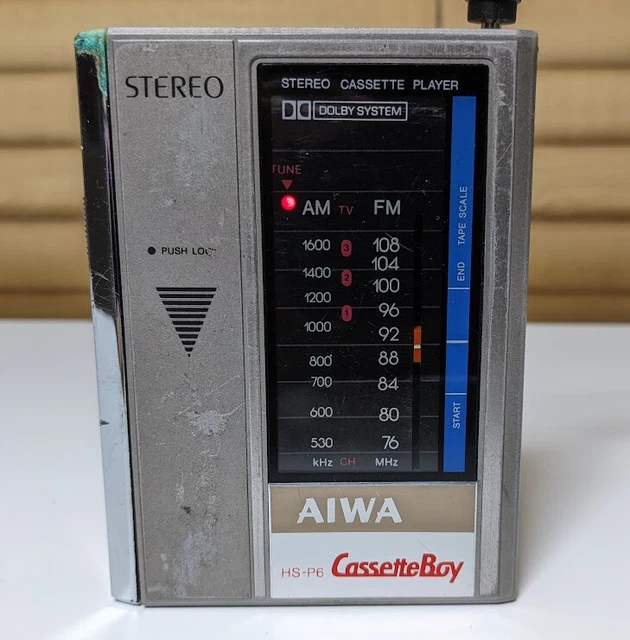 STEREO
STEREO CASSETTE PLAYER
DOLBY SYSTEM
TUNE
AM TV FM
PUSH LOCK
1600 3 108
104
1400 2 100
1200
1 96
1000 92
800 88
700 84
600 80
530 76
kHz CH MHz
TAPE SCALE
END
START
AIWA
HS-P6 CassetteBoy